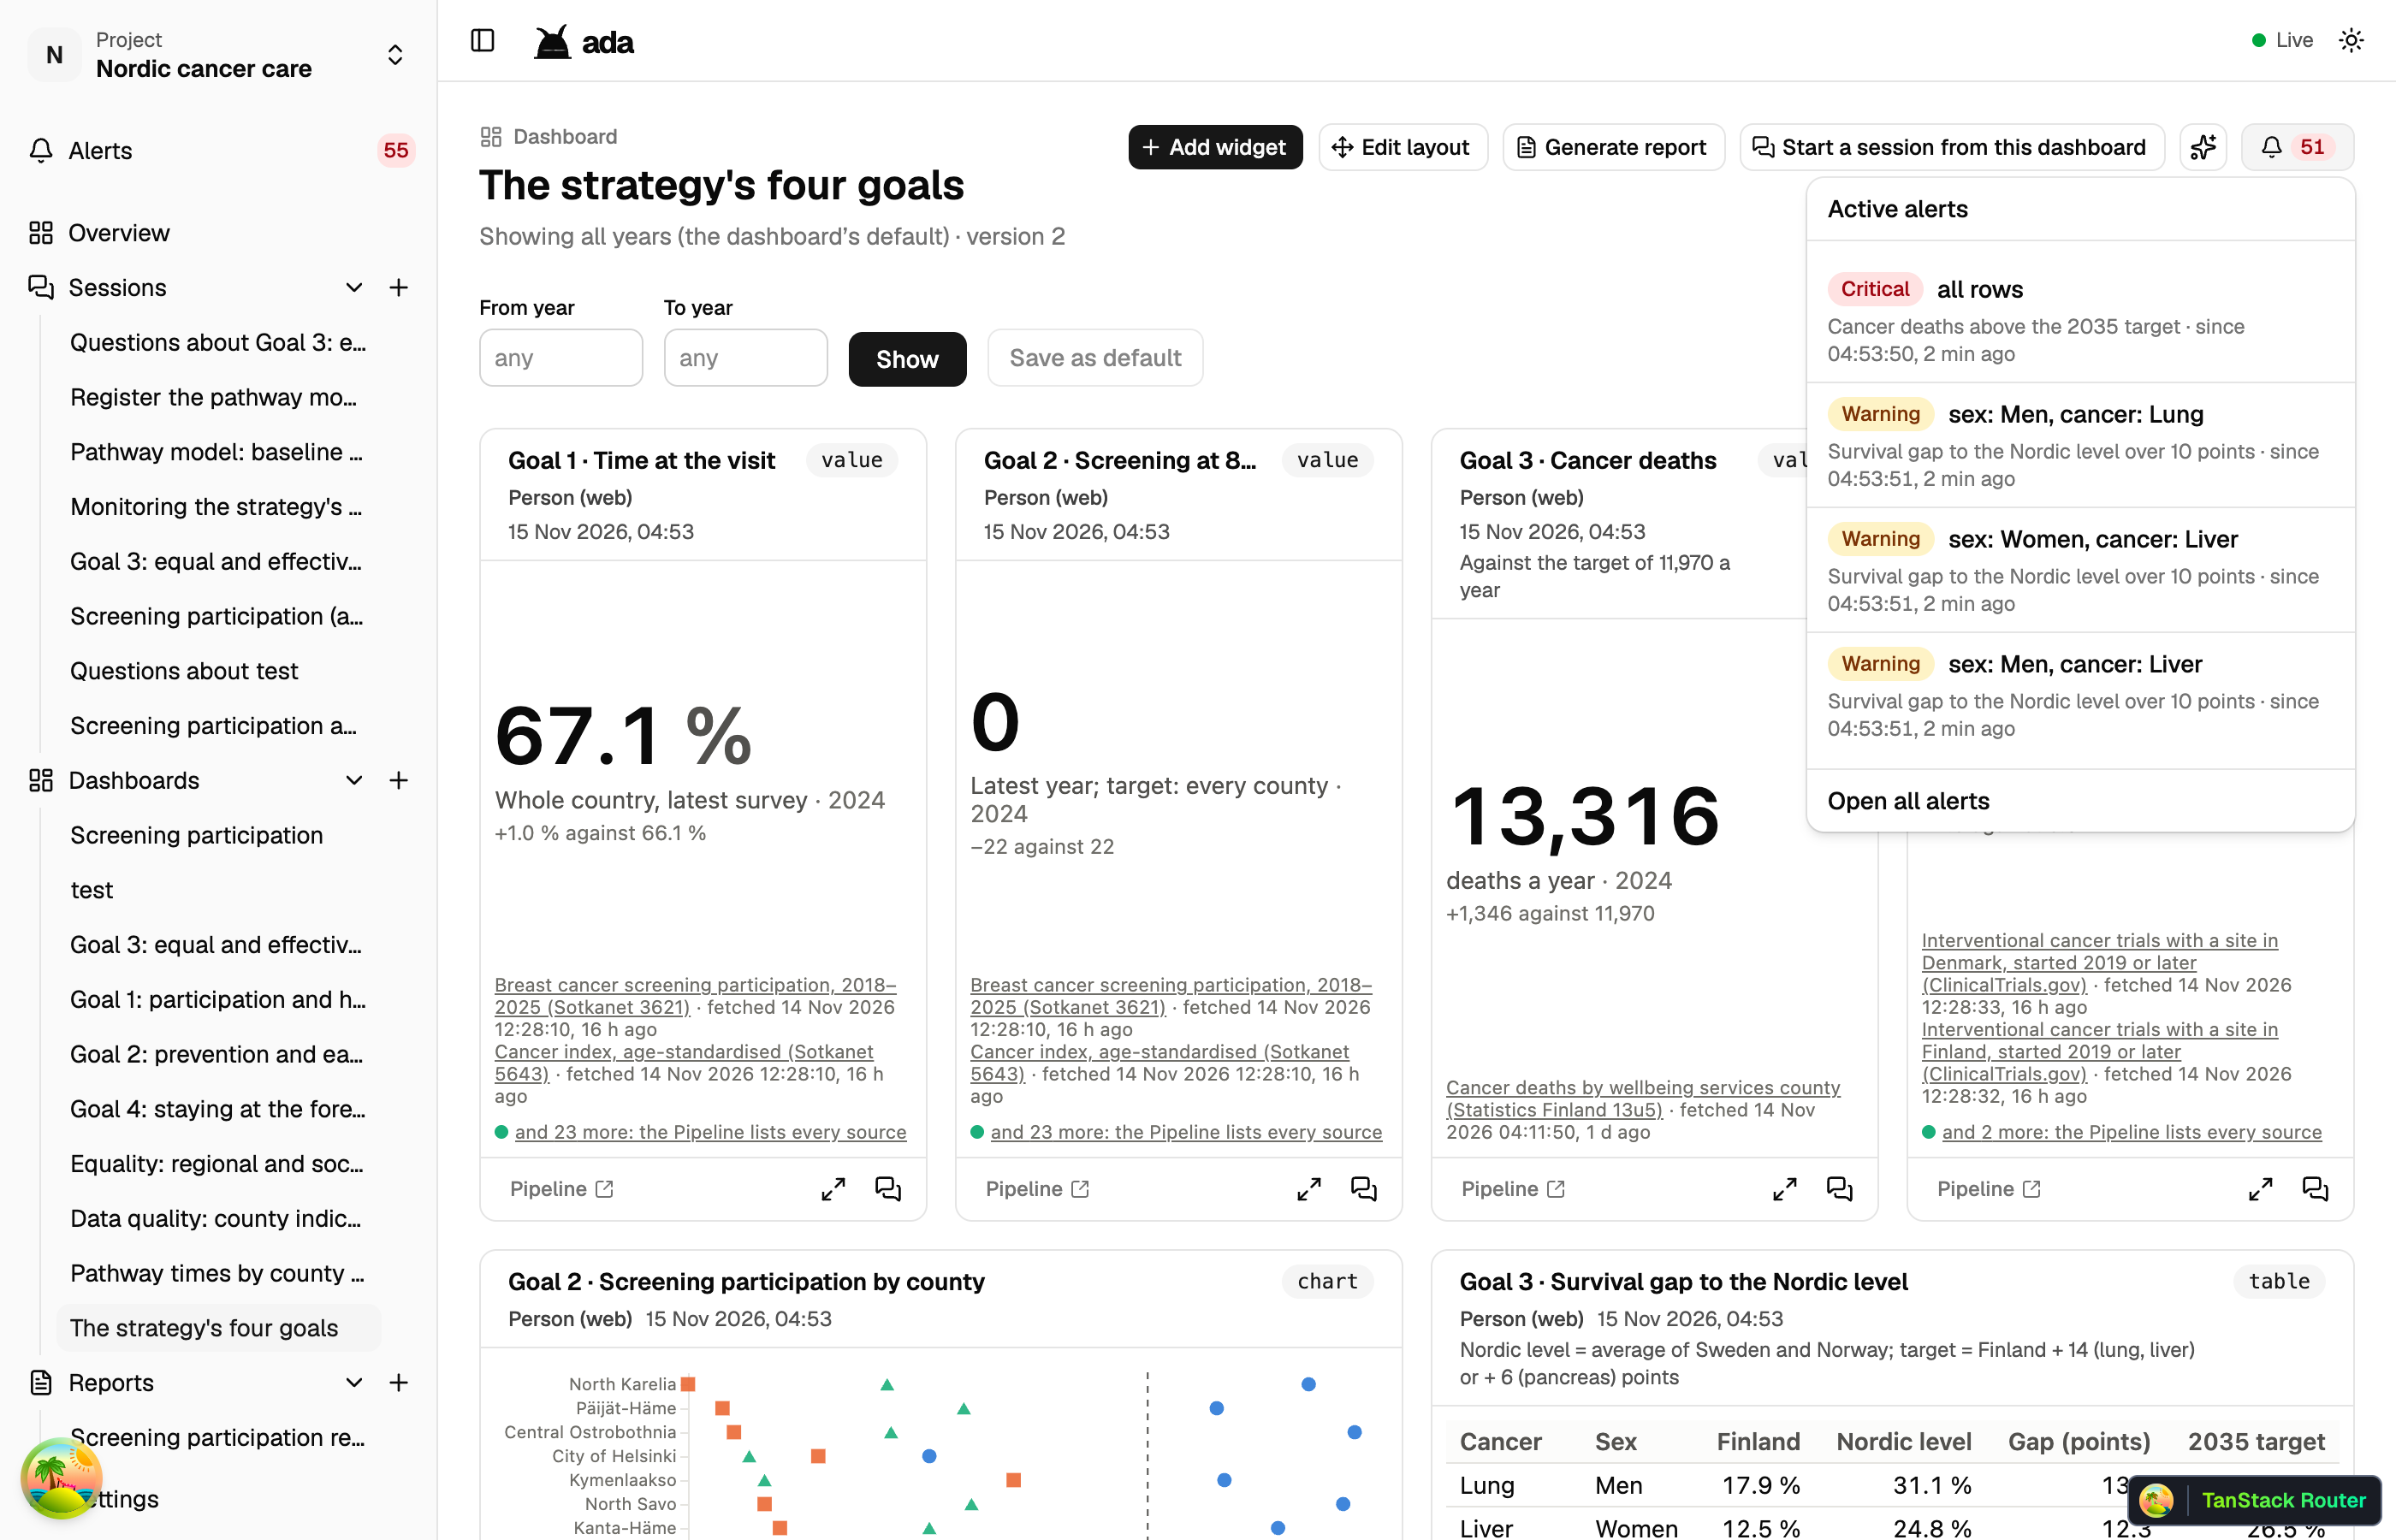 N
Project
Nordic cancer care
Alerts
55
Overview
Sessions
Questions about Goal 3: e...
Register the pathway mo...
Pathway model: baseline ...
Monitoring the strategy's ...
Goal 3: equal and effectiv...
Screening participation (a...
Questions about test
Screening participation a...
Dashboards
Screening participation
test
Goal 3: equal and effectiv...
Goal 1: participation and h...
Goal 2: prevention and ea...
Goal 4: staying at the fore...
Equality: regional and soc...
Data quality: county indic...
Pathway times by county ...
The strategy's four goals
Reports
Screening participation re...
ada
Live
Dashboard
The strategy's four goals
Showing all years (the dashboard's default) · version 2
Add widget
Edit layout
Generate report
Start a session from this dashboard
51
From year
To year
any
any
Show
Save as default
Active alerts
Critical all rows
Cancer deaths above the 2035 target · since
04:53:50, 2 min ago
Warning sex: Men, cancer: Lung
Survival gap to the Nordic level over 10 points · since
04:53:51, 2 min ago
Warning sex: Women, cancer: Liver
Survival gap to the Nordic level over 10 points · since
04:53:51, 2 min ago
Warning sex: Men, cancer: Liver
Survival gap to the Nordic level over 10 points · since
04:53:51, 2 min ago
Open all alerts
Goal 1 · Time at the visit
value
Person (web)
15 Nov 2026, 04:53
67.1 %
Whole country, latest survey · 2024
+1.0 % against 66.1 %
Breast cancer screening participation, 2018–
2025 (Sotkanet 3621) · fetched 14 Nov 2026
12:28:10, 16 h ago
Cancer index, age-standardised (Sotkanet
5643) · fetched 14 Nov 2026 12:28:10, 16 h
ago
and 23 more: the Pipeline lists every source
Pipeline
Goal 2 · Screening at 8...
value
Person (web)
15 Nov 2026, 04:53
0
Latest year; target: every county ·
2024
−22 against 22
Breast cancer screening participation, 2018–
2025 (Sotkanet 3621) · fetched 14 Nov 2026
12:28:10, 16 h ago
Cancer index, age-standardised (Sotkanet
5643) · fetched 14 Nov 2026 12:28:10, 16 h
ago
and 23 more: the Pipeline lists every source
Pipeline
Goal 3 · Cancer deaths
Person (web)
15 Nov 2026, 04:53
Against the target of 11,970 a
year
13,316
deaths a year · 2024
+1,346 against 11,970
Cancer deaths by wellbeing services county
(Statistics Finland 13u5) · fetched 14 Nov
2026 04:11:50, 1 d ago
Pipeline
Interventional cancer trials with a site in
Denmark, started 2019 or later
(ClinicalTrials.gov) · fetched 14 Nov 2026
12:28:33, 16 h ago
Interventional cancer trials with a site in
Finland, started 2019 or later
(ClinicalTrials.gov) · fetched 14 Nov 2026
12:28:32, 16 h ago
and 2 more: the Pipeline lists every source
Pipeline
Goal 2 · Screening participation by county
chart
Person (web) 15 Nov 2026, 04:53
North Karelia
Päijät-Häme
Central Ostrobothnia
City of Helsinki
Kymenlaakso
North Savo
Kanta-Häme
Goal 3 · Survival gap to the Nordic level
table
Person (web) 15 Nov 2026, 04:53
Nordic level = average of Sweden and Norway; target = Finland + 14 (lung, liver)
or + 6 (pancreas) points
Cancer Sex Finland Nordic level Gap (points) 2035 target
Lung Men 17.9 % 31.1 %
Liver Women 12.5 % 24.8 % 12.3 26.5 %
TanStack Router